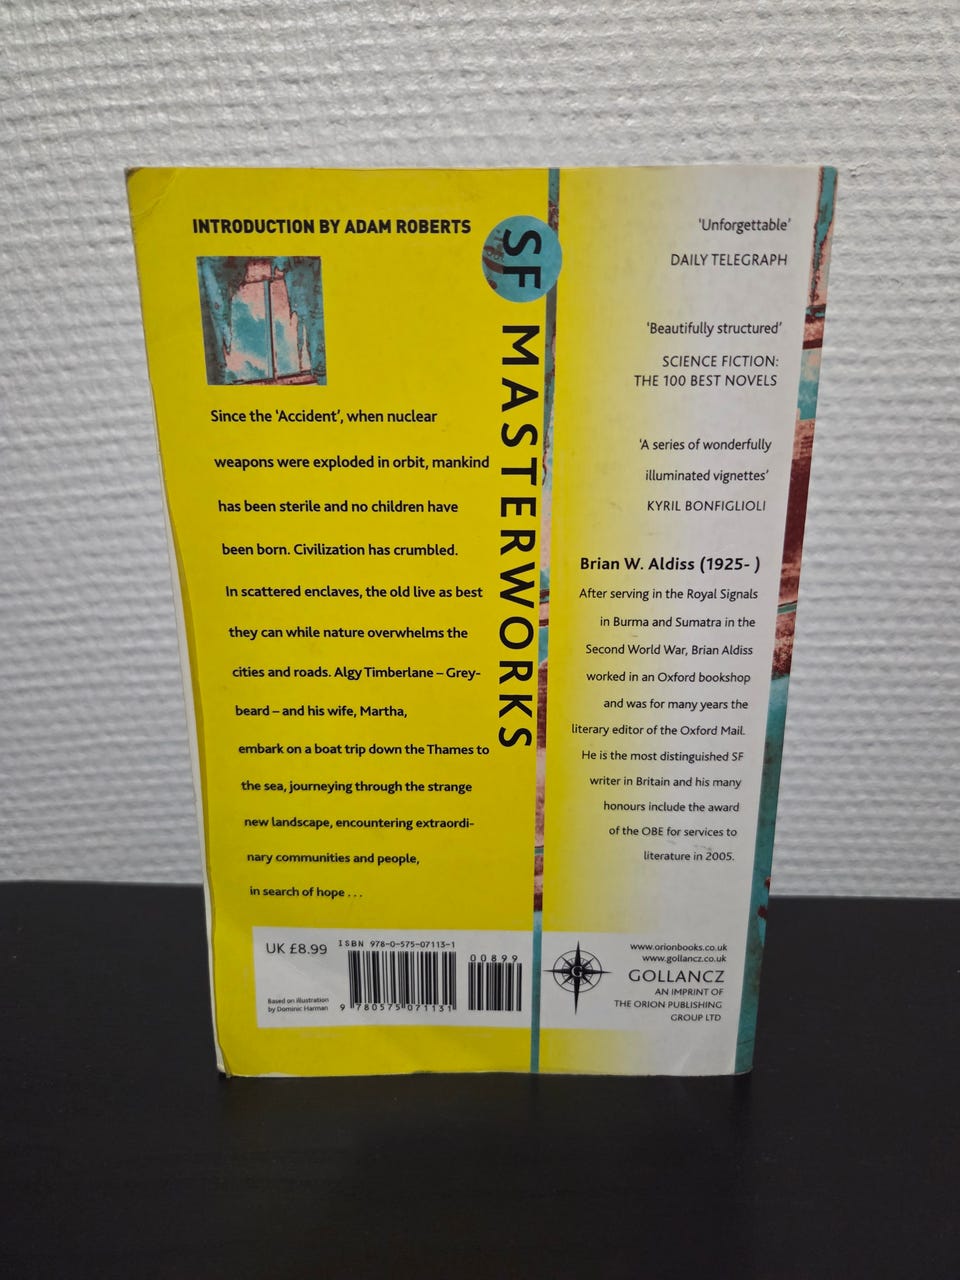 INTRODUCTION BY ADAM ROBERTS
Since the 'Accident', when nuclear
weapons were exploded in orbit, mankind
has been sterile and no children have
been born. Civilization has crumbled.
In scattered enclaves, the old live as best
they can while nature overwhelms the
cities and roads. Algy Timberlane – Grey-
beard – and his wife, Martha,
embark on a boat trip down the Thames to
the sea, journeying through the strange
new landscape, encountering extraordi-
nary communities and people,
in search of hope . . .
UK £8.99
Based on illustration
by Dominic Harman
ISBN 978-0-575-07113-1
00899
9 780575 071131
SF MASTERWORKS
'Unforgettable'
DAILY TELEGRAPH
'Beautifully structured'
SCIENCE FICTION:
THE 100 BEST NOVELS
'A series of wonderfully
illuminated vignettes'
KYRIL BONFIGLIOLI
Brian W. Aldiss (1925- )
After serving in the Royal Signals
in Burma and Sumatra in the
Second World War, Brian Aldiss
worked in an Oxford bookshop
and was for many years the
literary editor of the Oxford Mail.
He is the most distinguished SF
writer in Britain and his many
honours include the award
of the OBE for services to
literature in 2005.
G
www.orionbooks.co.uk
www.gollancz.co.uk
GOLLANCZ
AN IMPRINT OF
THE ORION PUBLISHING
GROUP LTD